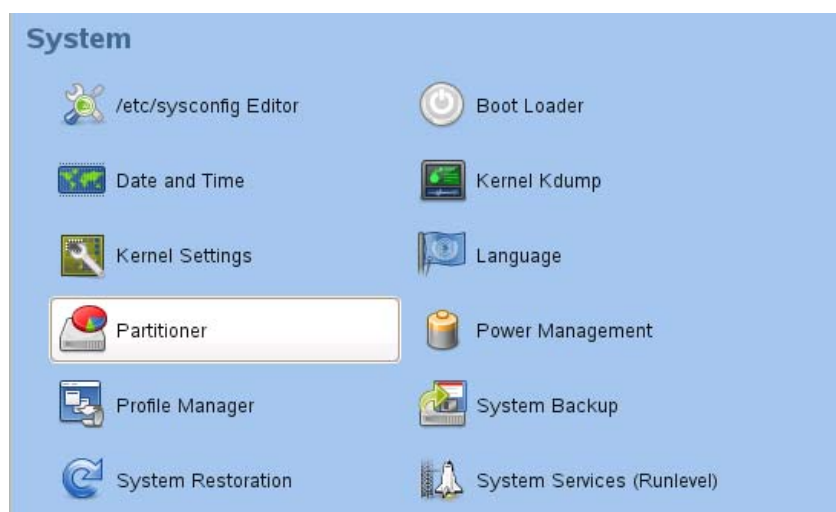 System
/etc/sysconfig Editor
Boot Loader
Date and Time
Kernel Kdump
Kernel Settings
Language
Partitioner
Power Management
Profile Manager
System Backup
System Restoration
System Services (Runlevel)